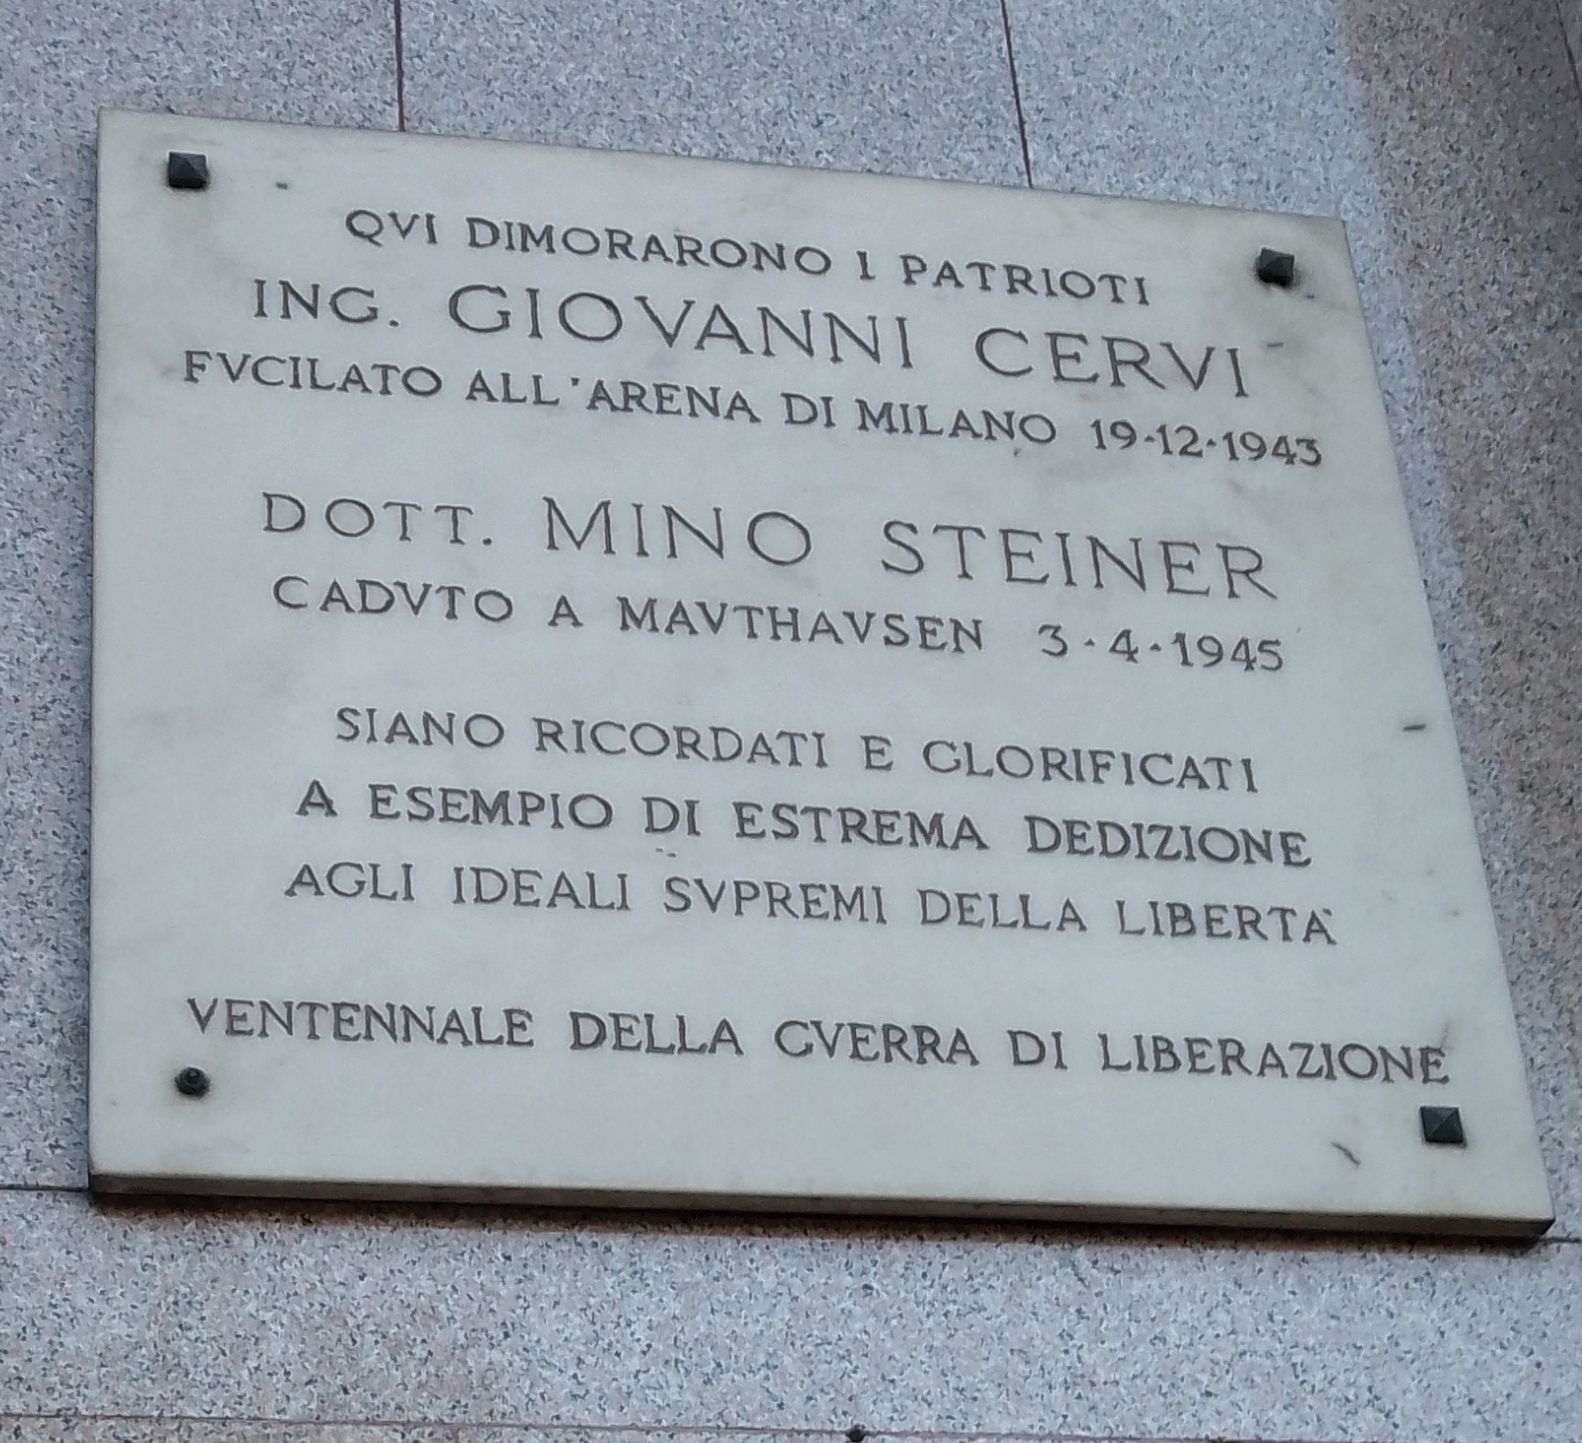 QVI DIMORARONO I PATRIOTI
ING. GIOVANNI CERVI
FVCILATO ALL'ARENA DI MILANO 19·12·1943
DOTT. MINO STEINER
CADVTO A MAVTHAVSEN 3·4·1945
SIANO RICORDATI E GLORIFICATI
A ESEMPIO DI ESTREMA DEDIZIONE
AGLI IDEALI SVPREMI DELLA LIBERTÀ
VENTENNALE DELLA GVERRA DI LIBERAZIONE